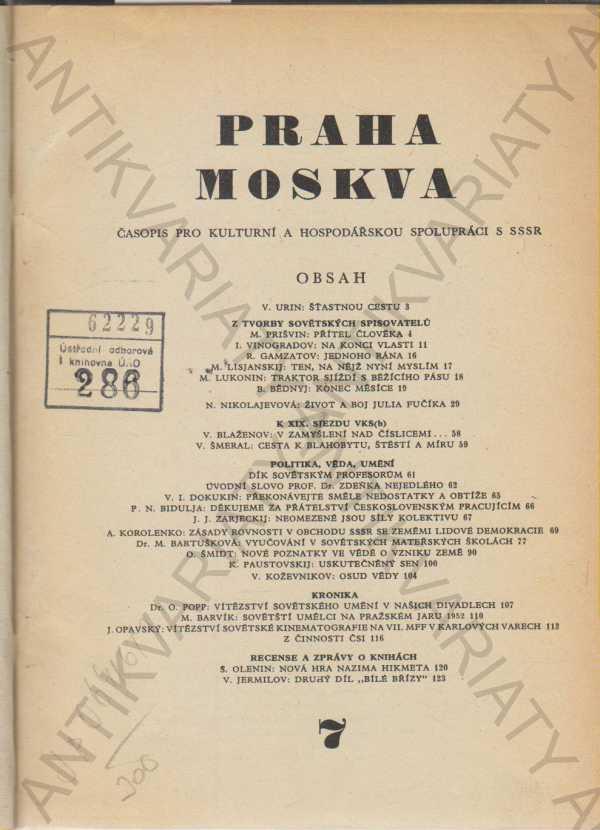 PRAHA
MOSKVA
ČASOPIS PRO KULTURNÍ A HOSPODÁŘSKOU SPOLUPRÁCI S SSSR
OBSAH
V. URIN: ŠŤASTNOU CESTU 3
Z TVORBY SOVĚTSKÝCH SPISOVATELŮ
M. PRIŠVIN: PŘÍTEL ČLOVĚKA 4
I. VINOGRADOV: NA KONCI VLASTI 11
R. GAMZATOV: JEDNOHO RÁNA 16
M. LISJANSKIJ: TEN, NA NĚJŽ NYNÍ MYSLÍM 17
M. LUKONIN: TRAKTOR SJÍŽDÍ S BĚŽÍCÍHO PÁSU 18
B. BĚDNYJ: KONEC MĚSÍCE 19
N. NIKOLAJEVOVÁ: ŽIVOT A BOJ JULIA FUČÍKA 29
K XIX. SJEZDU VKS(b)
V. BLAŽENOV: V ZAMYŠLENÍ NAD ČÍSLICEMI... 58
V. ŠMERAL: CESTA K BLAHOBYTU, ŠTĚSTÍ A MÍRU 59
POLITIKA, VĚDA, UMĚNÍ
DÍK SOVĚTSKÝM PROFESORŮM 61
ÚVODNÍ SLOVO PROF. Dr. ZDEŇKA NEJEDLÉHO 62
V. I. DOKUKIN: PŘEKONÁVEJTE SMĚLE NEDOSTATKY A OBTÍŽE 65
P. N. BIDULJA: DĚKUJEME ZA PŘÁTELSTVÍ ČESKOSLOVENSKÝM PRACUJÍCÍM 66
J. J. ZARJECKIJ: NEOMEZENÉ JSOU SÍLY KOLEKTIVU 67
A. KOROLENKO: ZÁSADY ROVNOSTI V OBCHODU SSSR SE ZEMĚMI LIDOVÉ DEMOKRACIE 69
Dr. M. BARTUŠKOVÁ: VYUČOVÁNÍ V SOVĚTSKÝCH MATEŘSKÝCH ŠKOLÁCH 77
O. ŠMIDT: NOVÉ POZNATKY VE VĚDĚ O VZNIKU ZEMĚ 90
K. PAUSTOVSKIJ: USKUTEČNĚNÝ SEN 100
V. KOŽEVNIKOV: OSUD VĚDY 104
KRONIKA
Dr. O. POPP: VÍTĚZSTVÍ SOVĚTSKÉHO UMĚNÍ V NAŠICH DIVADLECH 107
M. BARVÍK: SOVĚTŠTÍ UMĚLCI NA PRAŽSKÉM JARU 1952 110
J. OPAVSKÝ: VÍTĚZSTVÍ SOVĚTSKÉ KINEMATOGRAFIE NA VII. MFF V KARLOVÝCH VARECH 112
Z ČINNOSTI ČSI 116
RECENSE A ZPRÁVY O KNIHÁCH
S. OLENIN: NOVÁ HRA NAZIMA HIKMETA 120
V. JERMILOV: DRUHÝ DÍL „BÍLÉ BŘÍZY" 123
7
62229
Ústřední odborová
knihovna ÚRO
286
300
ANTIKVARIATY
ANTIKVARIATY
ANTIKVARIATY